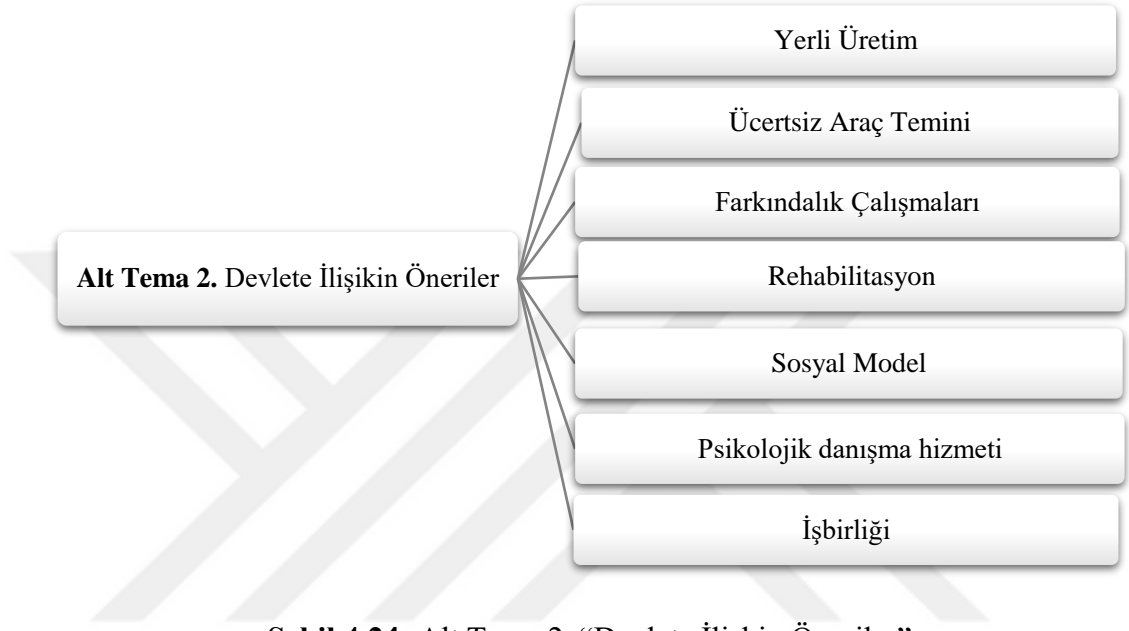 Yerli Üretim
Ücertsiz Araç Temini
Farkındalık Çalışmaları
Alt Tema 2. Devlete İlişikin Öneriler
Rehabilitasyon
Sosyal Model
Psikolojik danışma hizmeti
İşbirliği